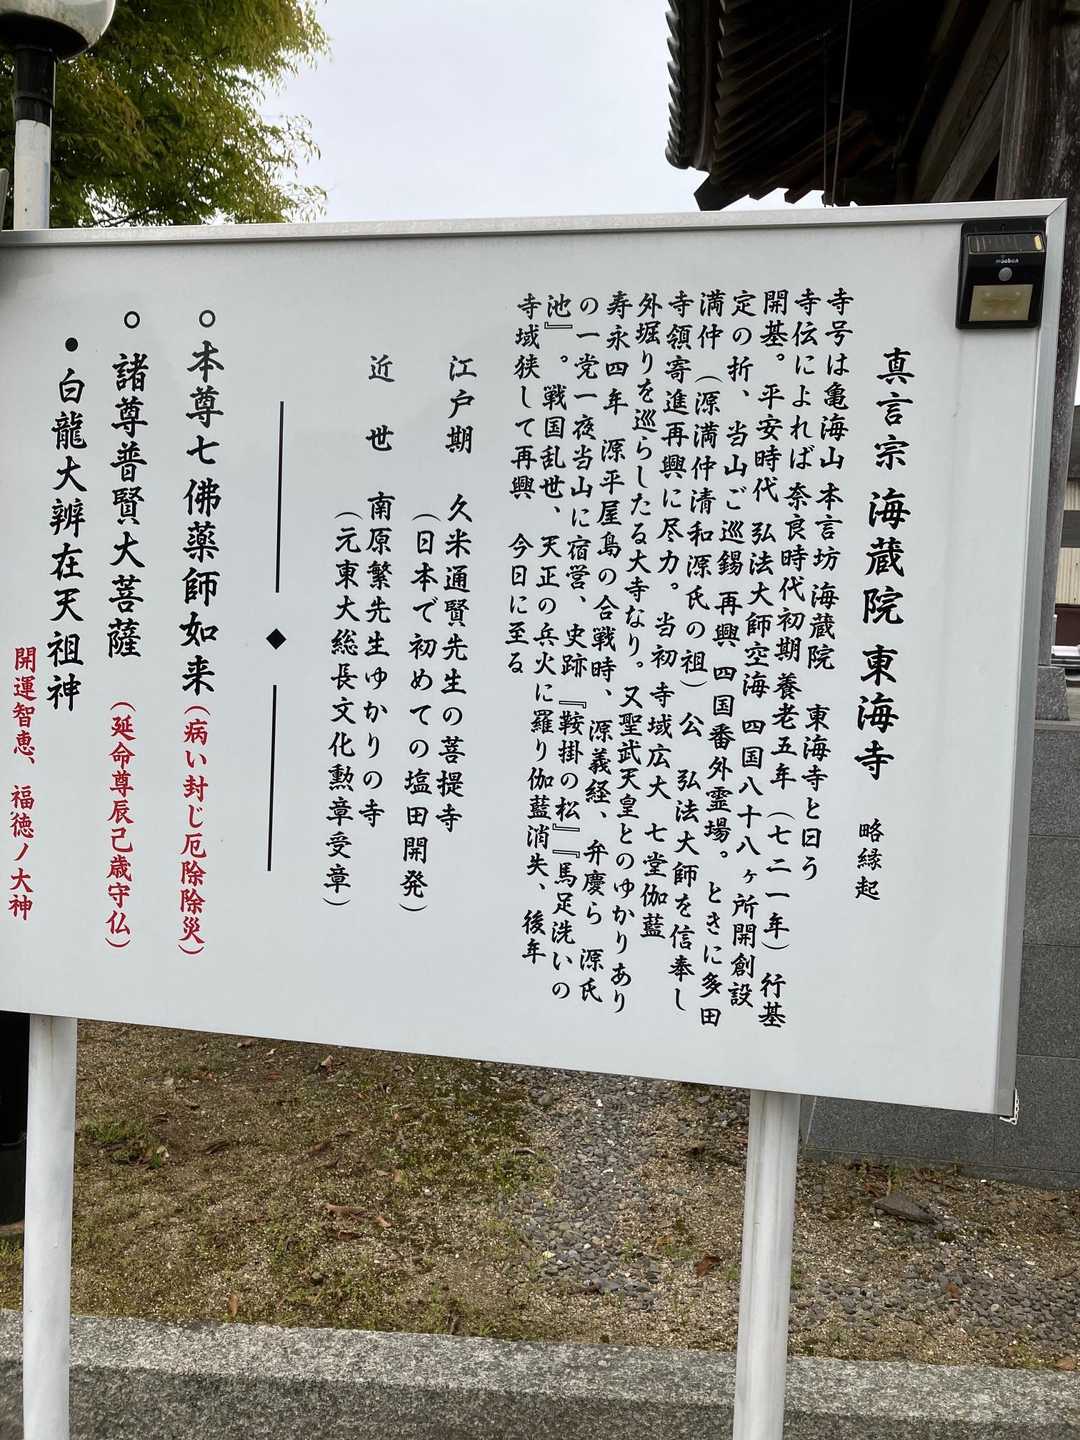 真言宗 海蔵院 東海寺 略縁起
寺号は亀海山 本言坊 海蔵院 東海寺と曰う
寺伝によれば奈良時代初期 養老五年（七二一年）行基
開基。平安時代 弘法大師空海 四国八十八ヶ所開創設
定の折、当山ご巡錫 再興 四国番外霊場。ときに多田
満仲（源満仲清和源氏の祖）公 弘法大師を信奉し
寺領寄進再興に尽力。当初 寺域広大 七堂伽藍
外堀りを巡らしたる大寺なり。又聖武天皇とのゆかりあり
寿永四年 源平屋島の合戦時、源義経、弁慶ら 源氏
の一党一夜当山に宿営、史跡『鞍掛の松』『馬足洗いの
池』。戦国乱世、天正の兵火に羅り伽藍消失、後年
寺域狭して再興 今日に至る
江戸期 久米通賢先生の菩提寺
（日本で初めての塩田開発）
近世 南原繁先生ゆかりの寺
（元東大総長文化勲章受章）
○本尊七佛薬師如来（病い封じ厄除除災）
○諸尊普賢大菩薩（延命尊辰己歳守仏）
●白龍大辨在天祖神
開運智恵、福徳ノ大神